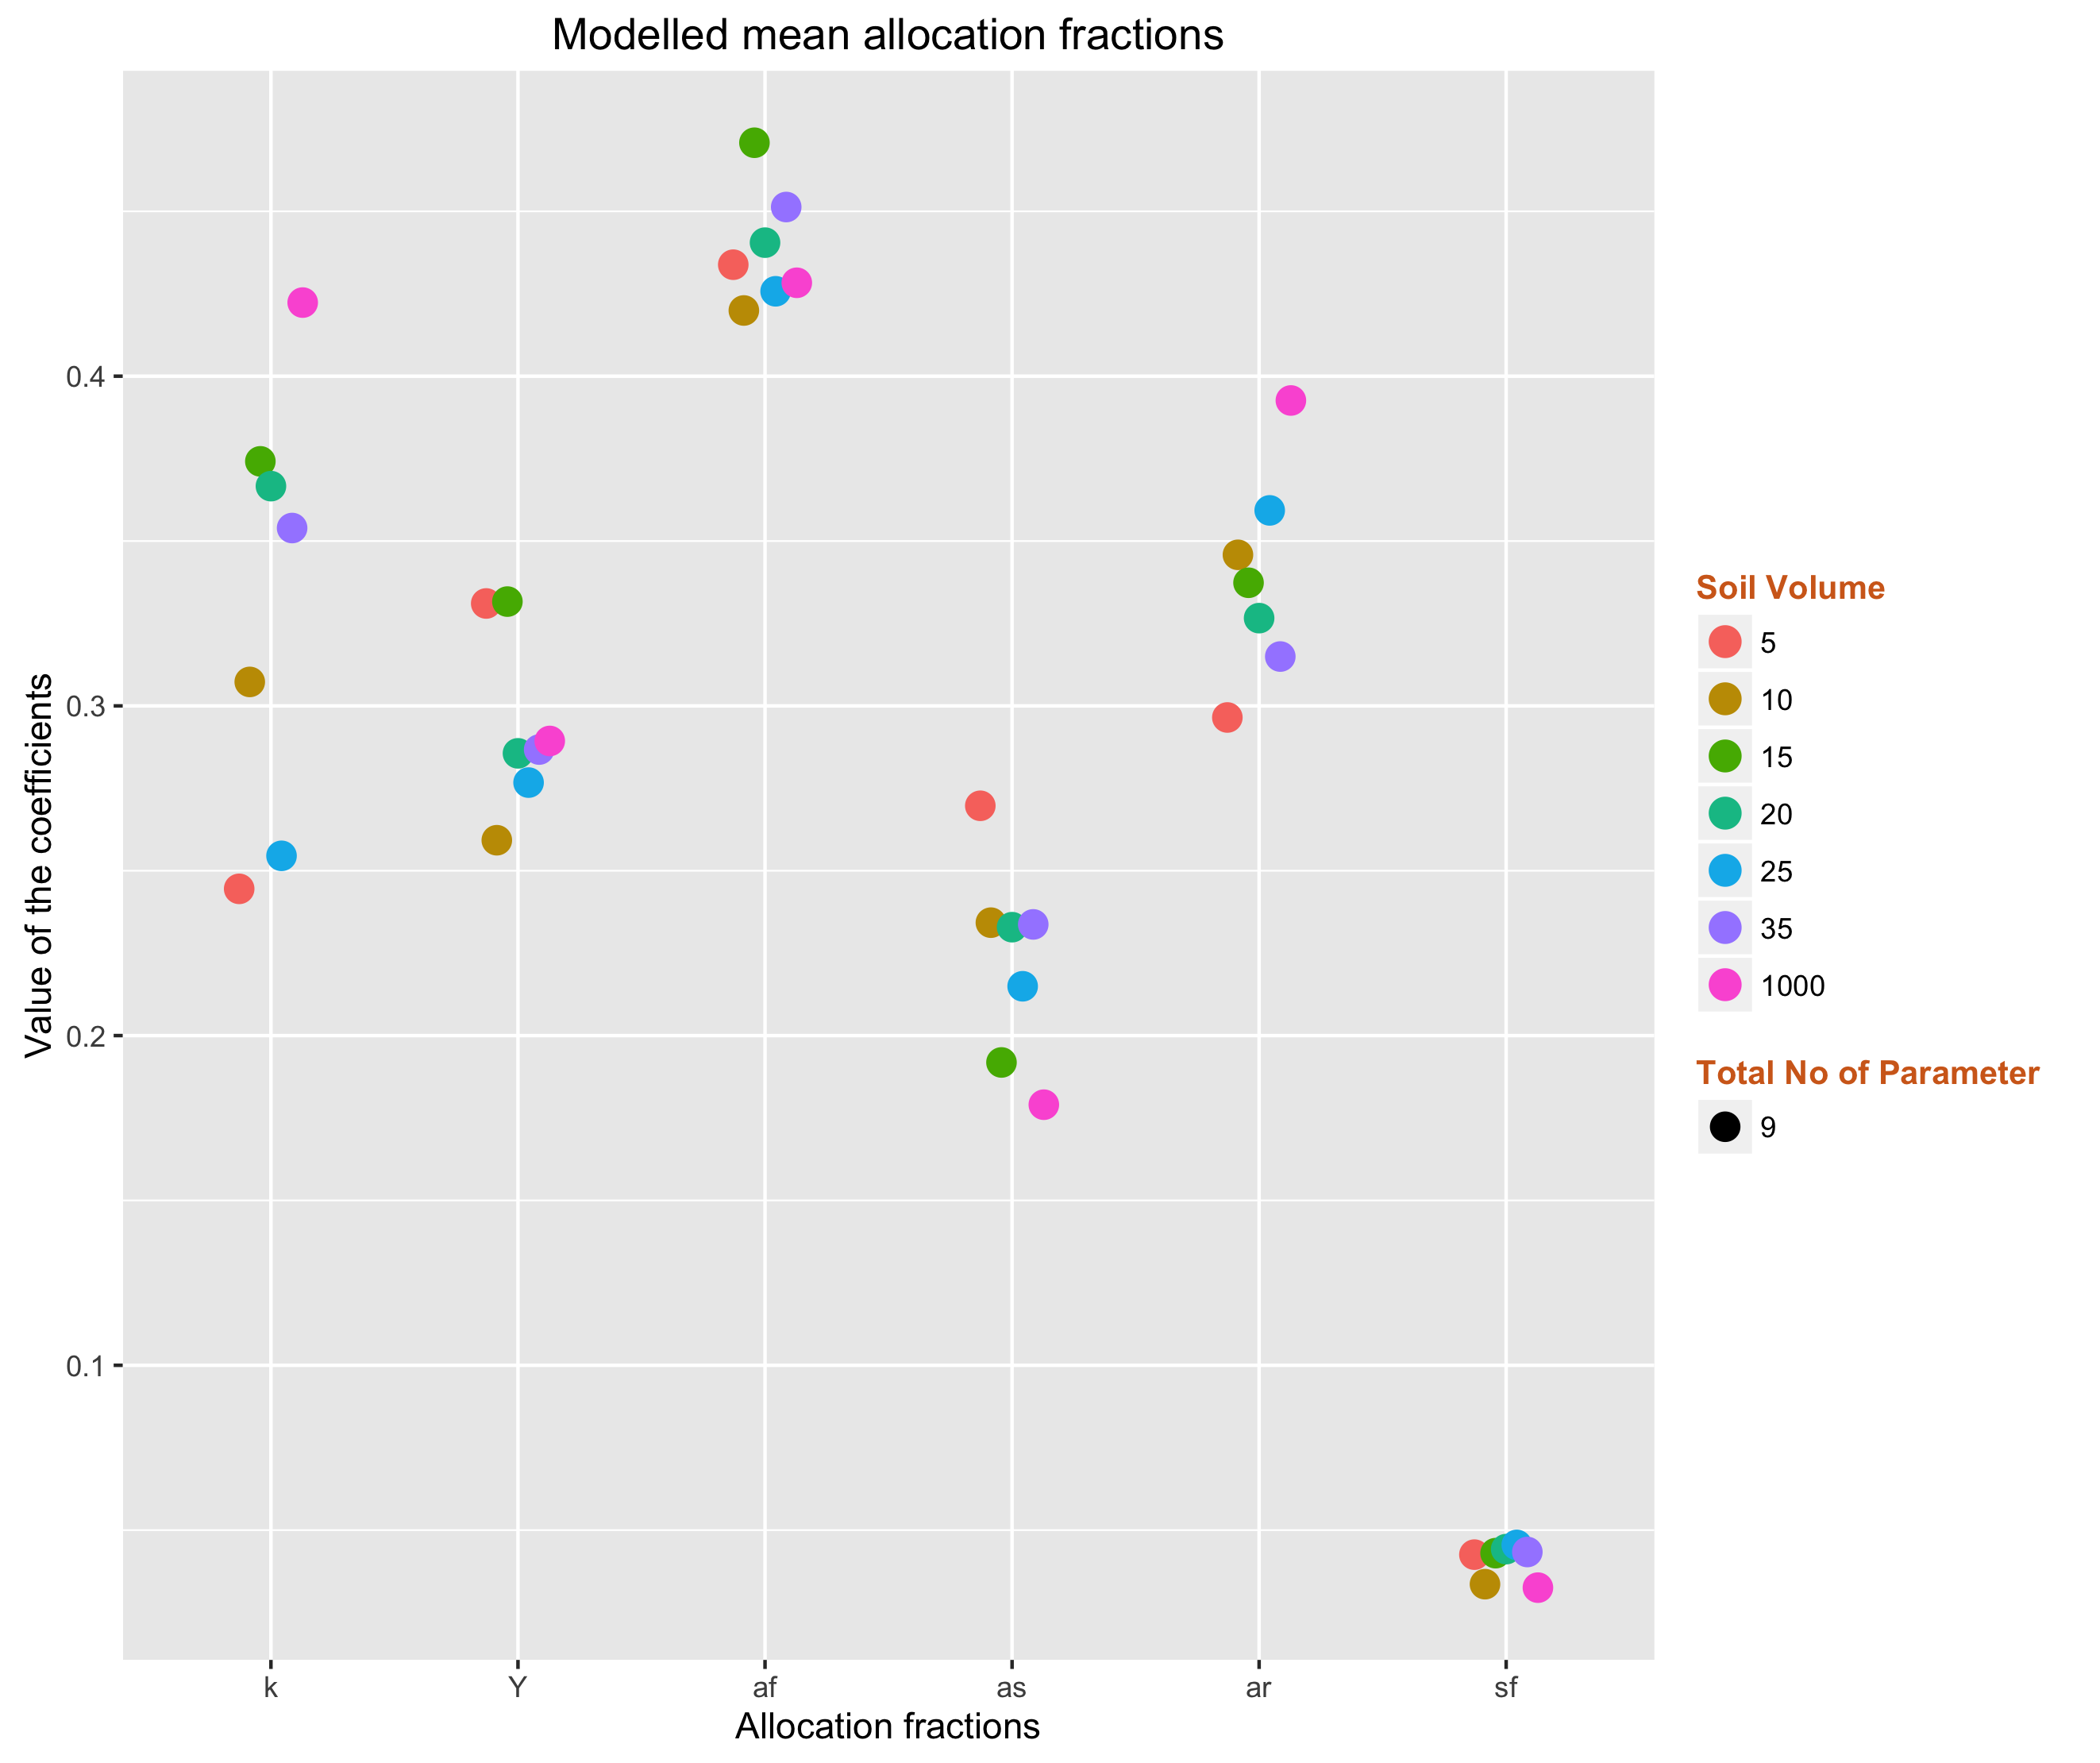 Modelled mean allocation fractions
Value of the coefficients
0.4
0.3
0.2
0.1
k Y af as ar sf
Allocation fractions
Soil Volume
5
10
15
20
25
35
1000
Total No of Parameter
9